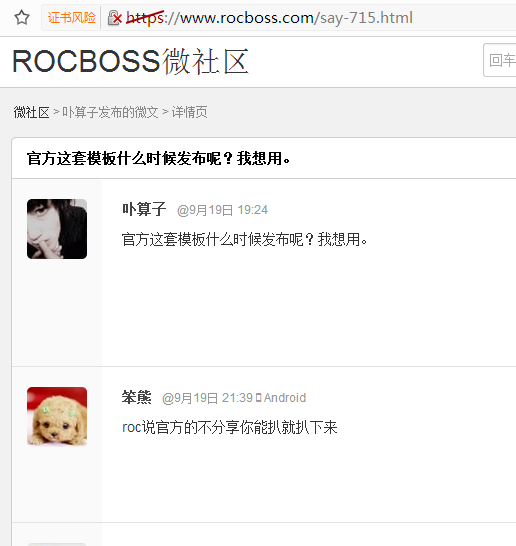 证书风险 https://www.rocboss.com/say-715.html
ROCBOSS微社区
回车
微社区 > 卟算子发布的微文 > 详情页
官方这套模板什么时候发布呢？我想用。
卟算子 @9月19日 19:24
官方这套模板什么时候发布呢？我想用。
笨熊 @9月19日 21:39 Android
roc说官方的不分享你能扒就扒下来